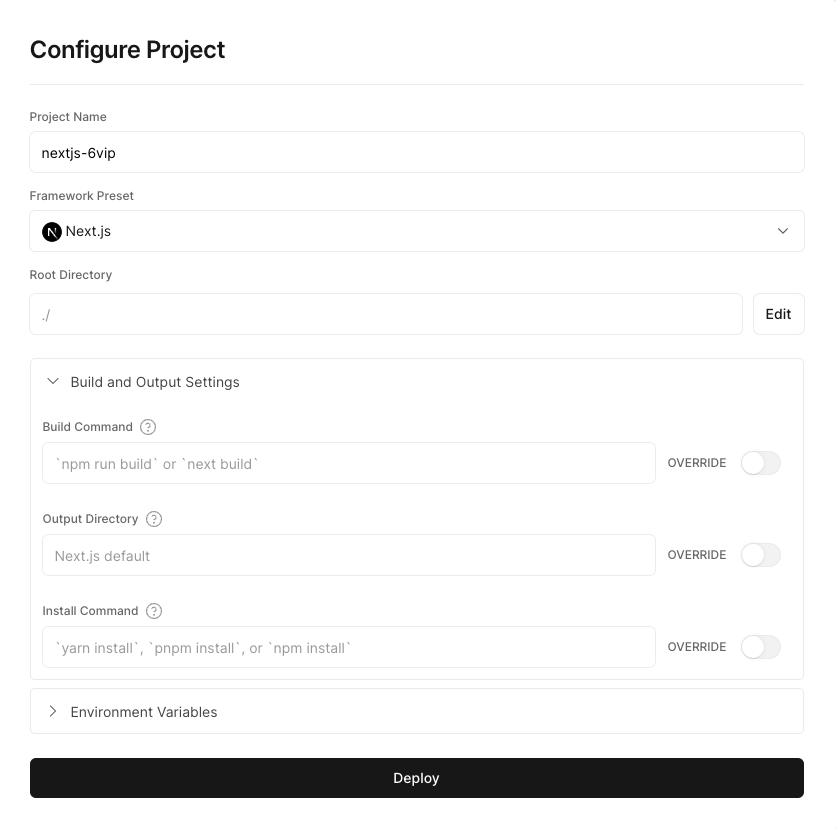 Configure Project
Project Name
nextjs-6vip
Framework Preset
N Next.js
Root Directory
./
Edit
Build and Output Settings
Build Command ?
`npm run build` or `next build`
OVERRIDE
Output Directory ?
Next.js default
OVERRIDE
Install Command ?
`yarn install`, `pnpm install`, or `npm install`
OVERRIDE
Environment Variables
Deploy